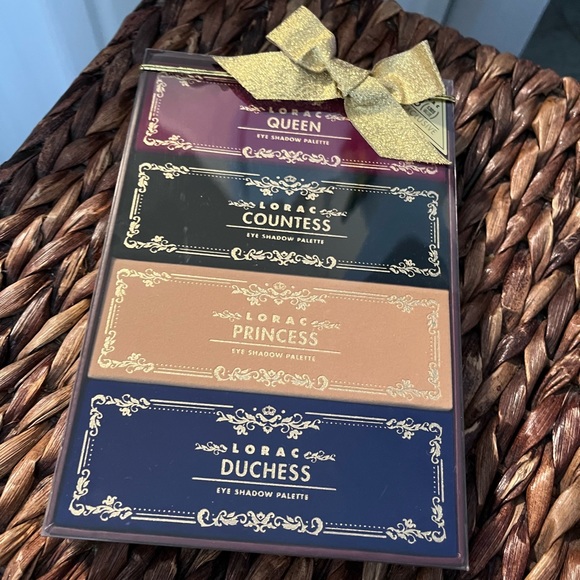 LORAC
QUEEN
EYE SHADOW PALETTE
LORAC
COUNTESS
EYE SHADOW PALETTE
LORAC
PRINCESS
EYE SHADOW PALETTE
LORAC
DUCHESS
EYE SHADOW PALETTE